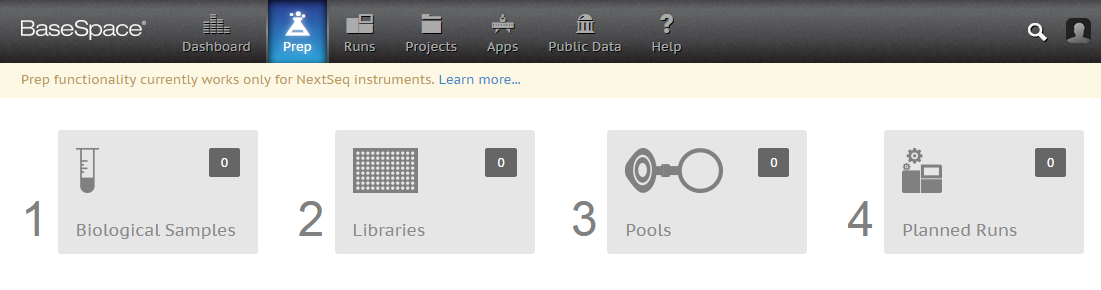 BaseSpace®
Dashboard Prep Runs Projects Apps Public Data Help
Prep functionality currently works only for NextSeq instruments. Learn more...
0 0 0 0
1 Biological Samples 2 Libraries 3 Pools 4 Planned Runs